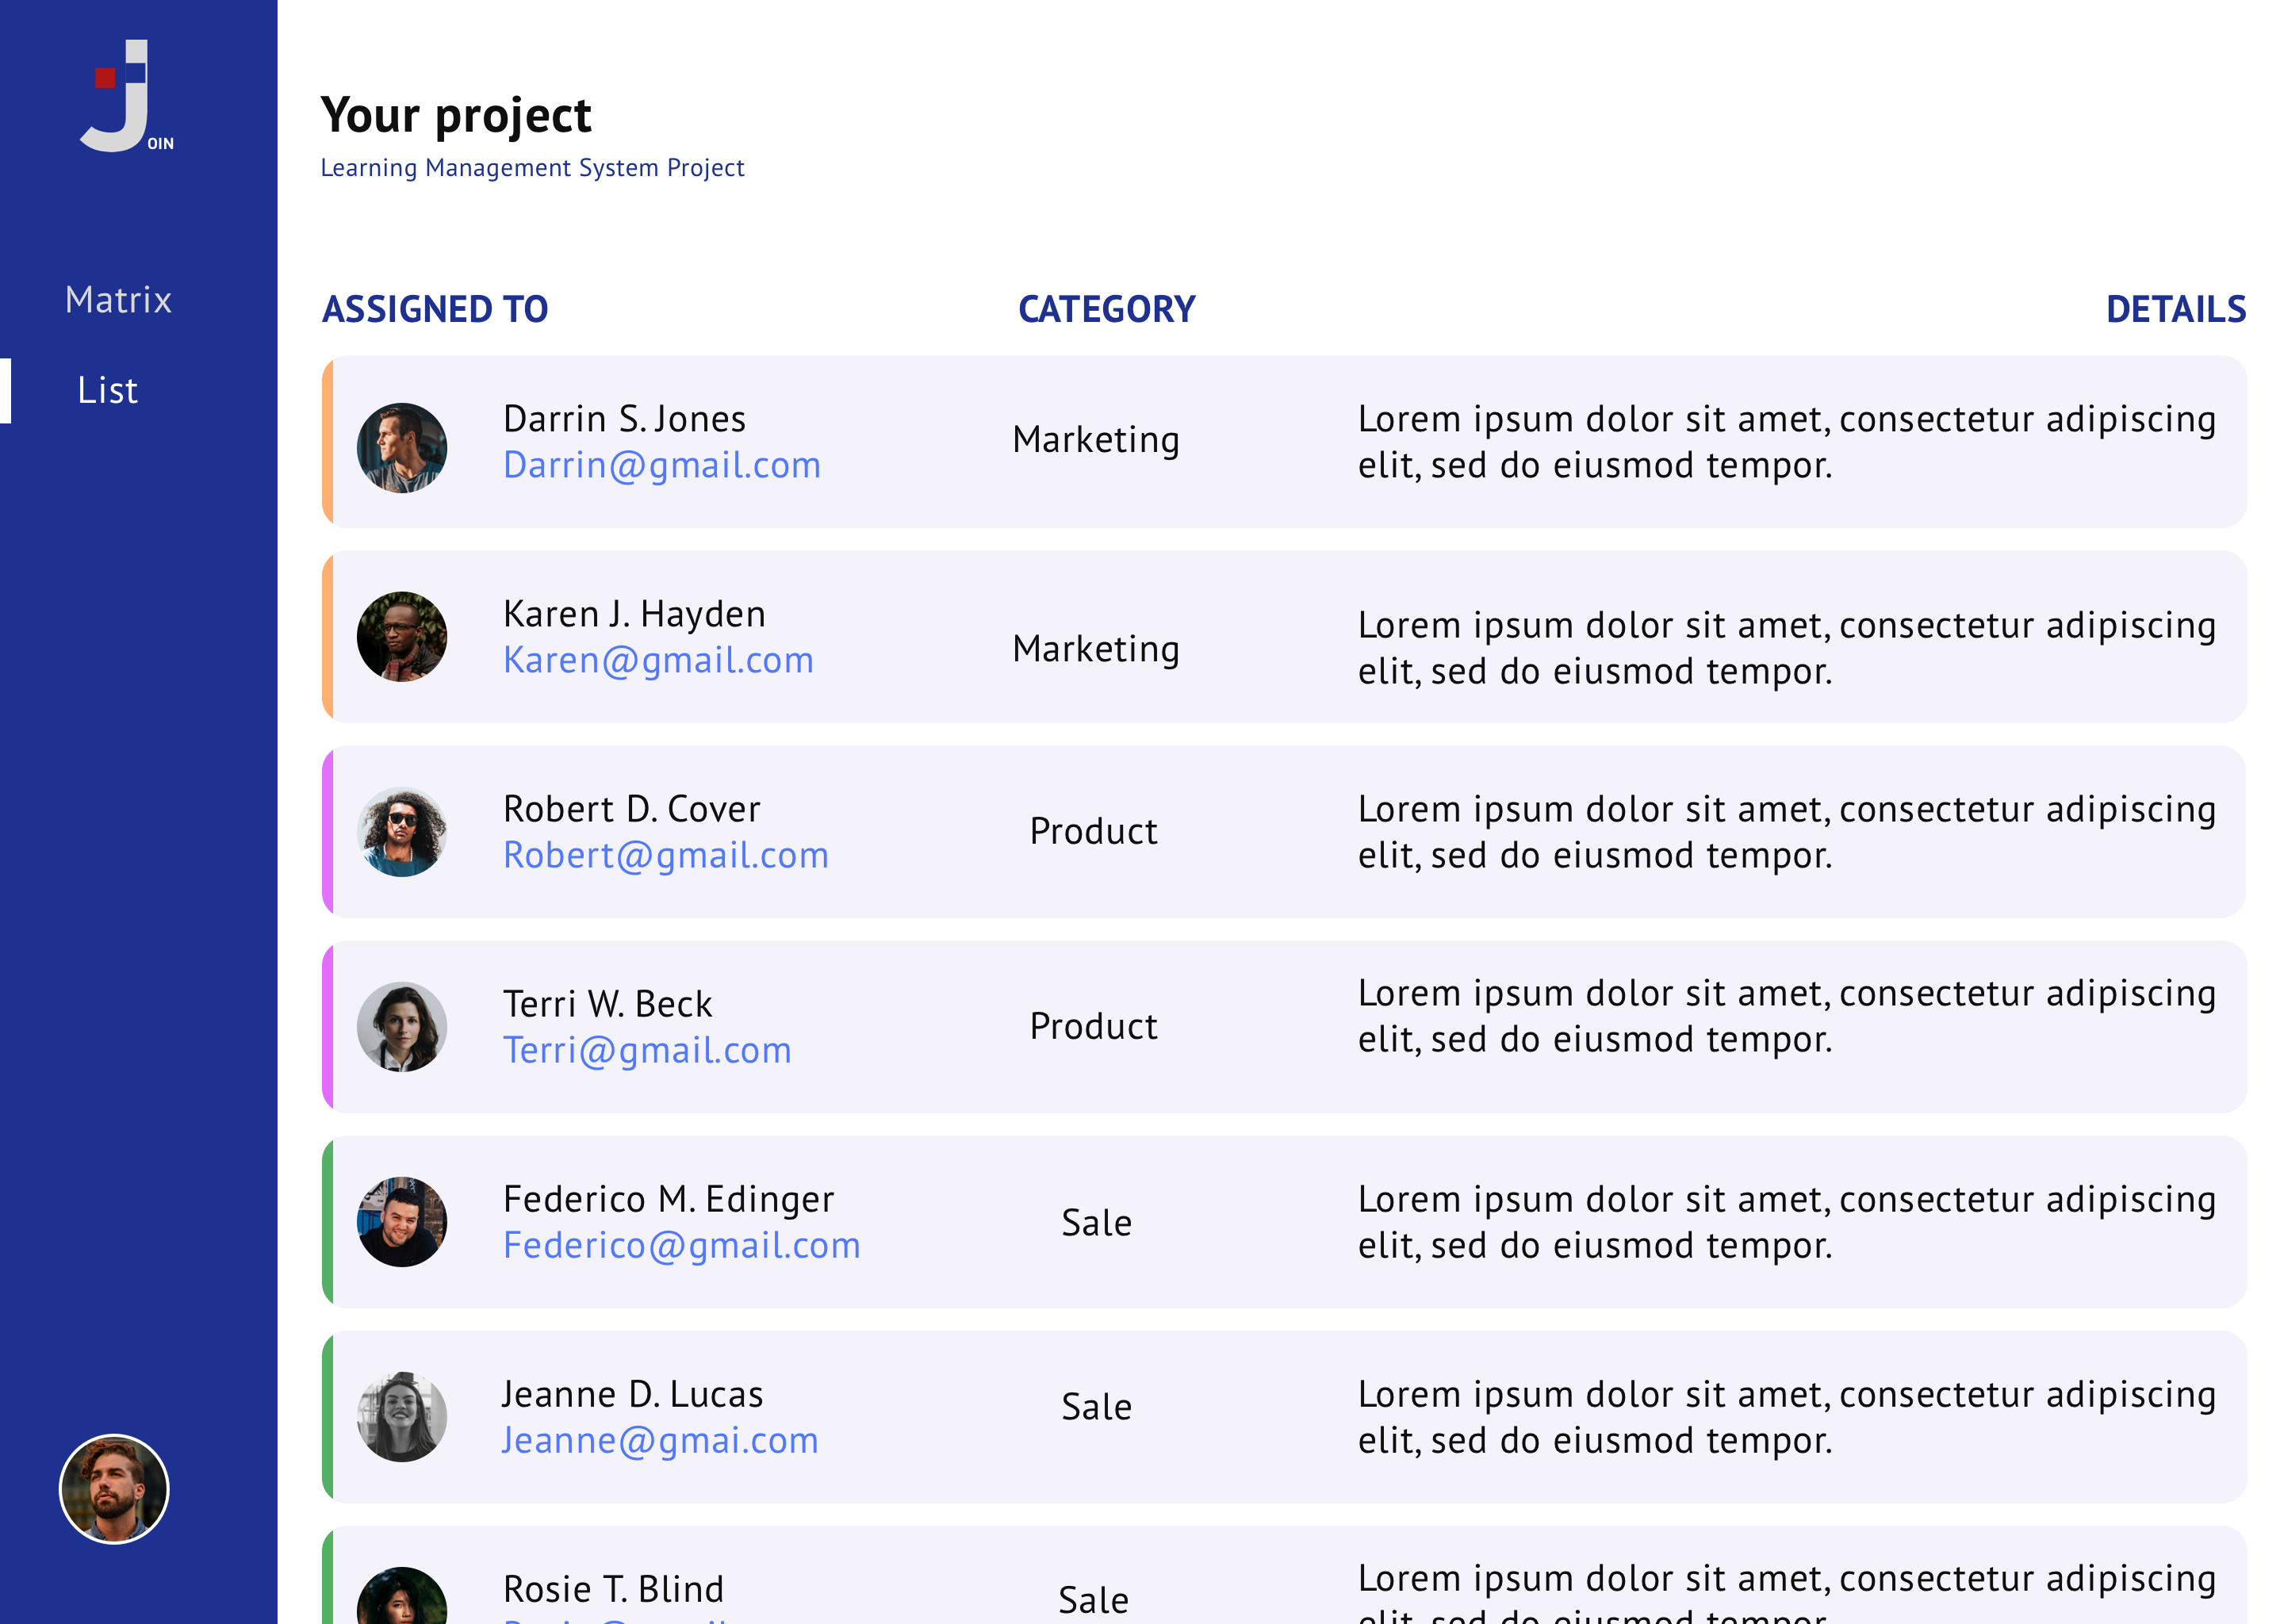 JOIN
Matrix
List
Your project
Learning Management System Project
ASSIGNED TO CATEGORY DETAILS
Darrin S. Jones
Darrin@gmail.com
Marketing
Lorem ipsum dolor sit amet, consectetur adipiscing
elit, sed do eiusmod tempor.
Karen J. Hayden
Karen@gmail.com
Marketing
Lorem ipsum dolor sit amet, consectetur adipiscing
elit, sed do eiusmod tempor.
Robert D. Cover
Robert@gmail.com
Product
Lorem ipsum dolor sit amet, consectetur adipiscing
elit, sed do eiusmod tempor.
Terri W. Beck
Terri@gmail.com
Product
Lorem ipsum dolor sit amet, consectetur adipiscing
elit, sed do eiusmod tempor.
Federico M. Edinger
Federico@gmail.com
Sale
Lorem ipsum dolor sit amet, consectetur adipiscing
elit, sed do eiusmod tempor.
Jeanne D. Lucas
Jeanne@gmai.com
Sale
Lorem ipsum dolor sit amet, consectetur adipiscing
elit, sed do eiusmod tempor.
Rosie T. Blind
Sale
Lorem ipsum dolor sit amet, consectetur adipiscing
elit, sed do eiusmod tempor.